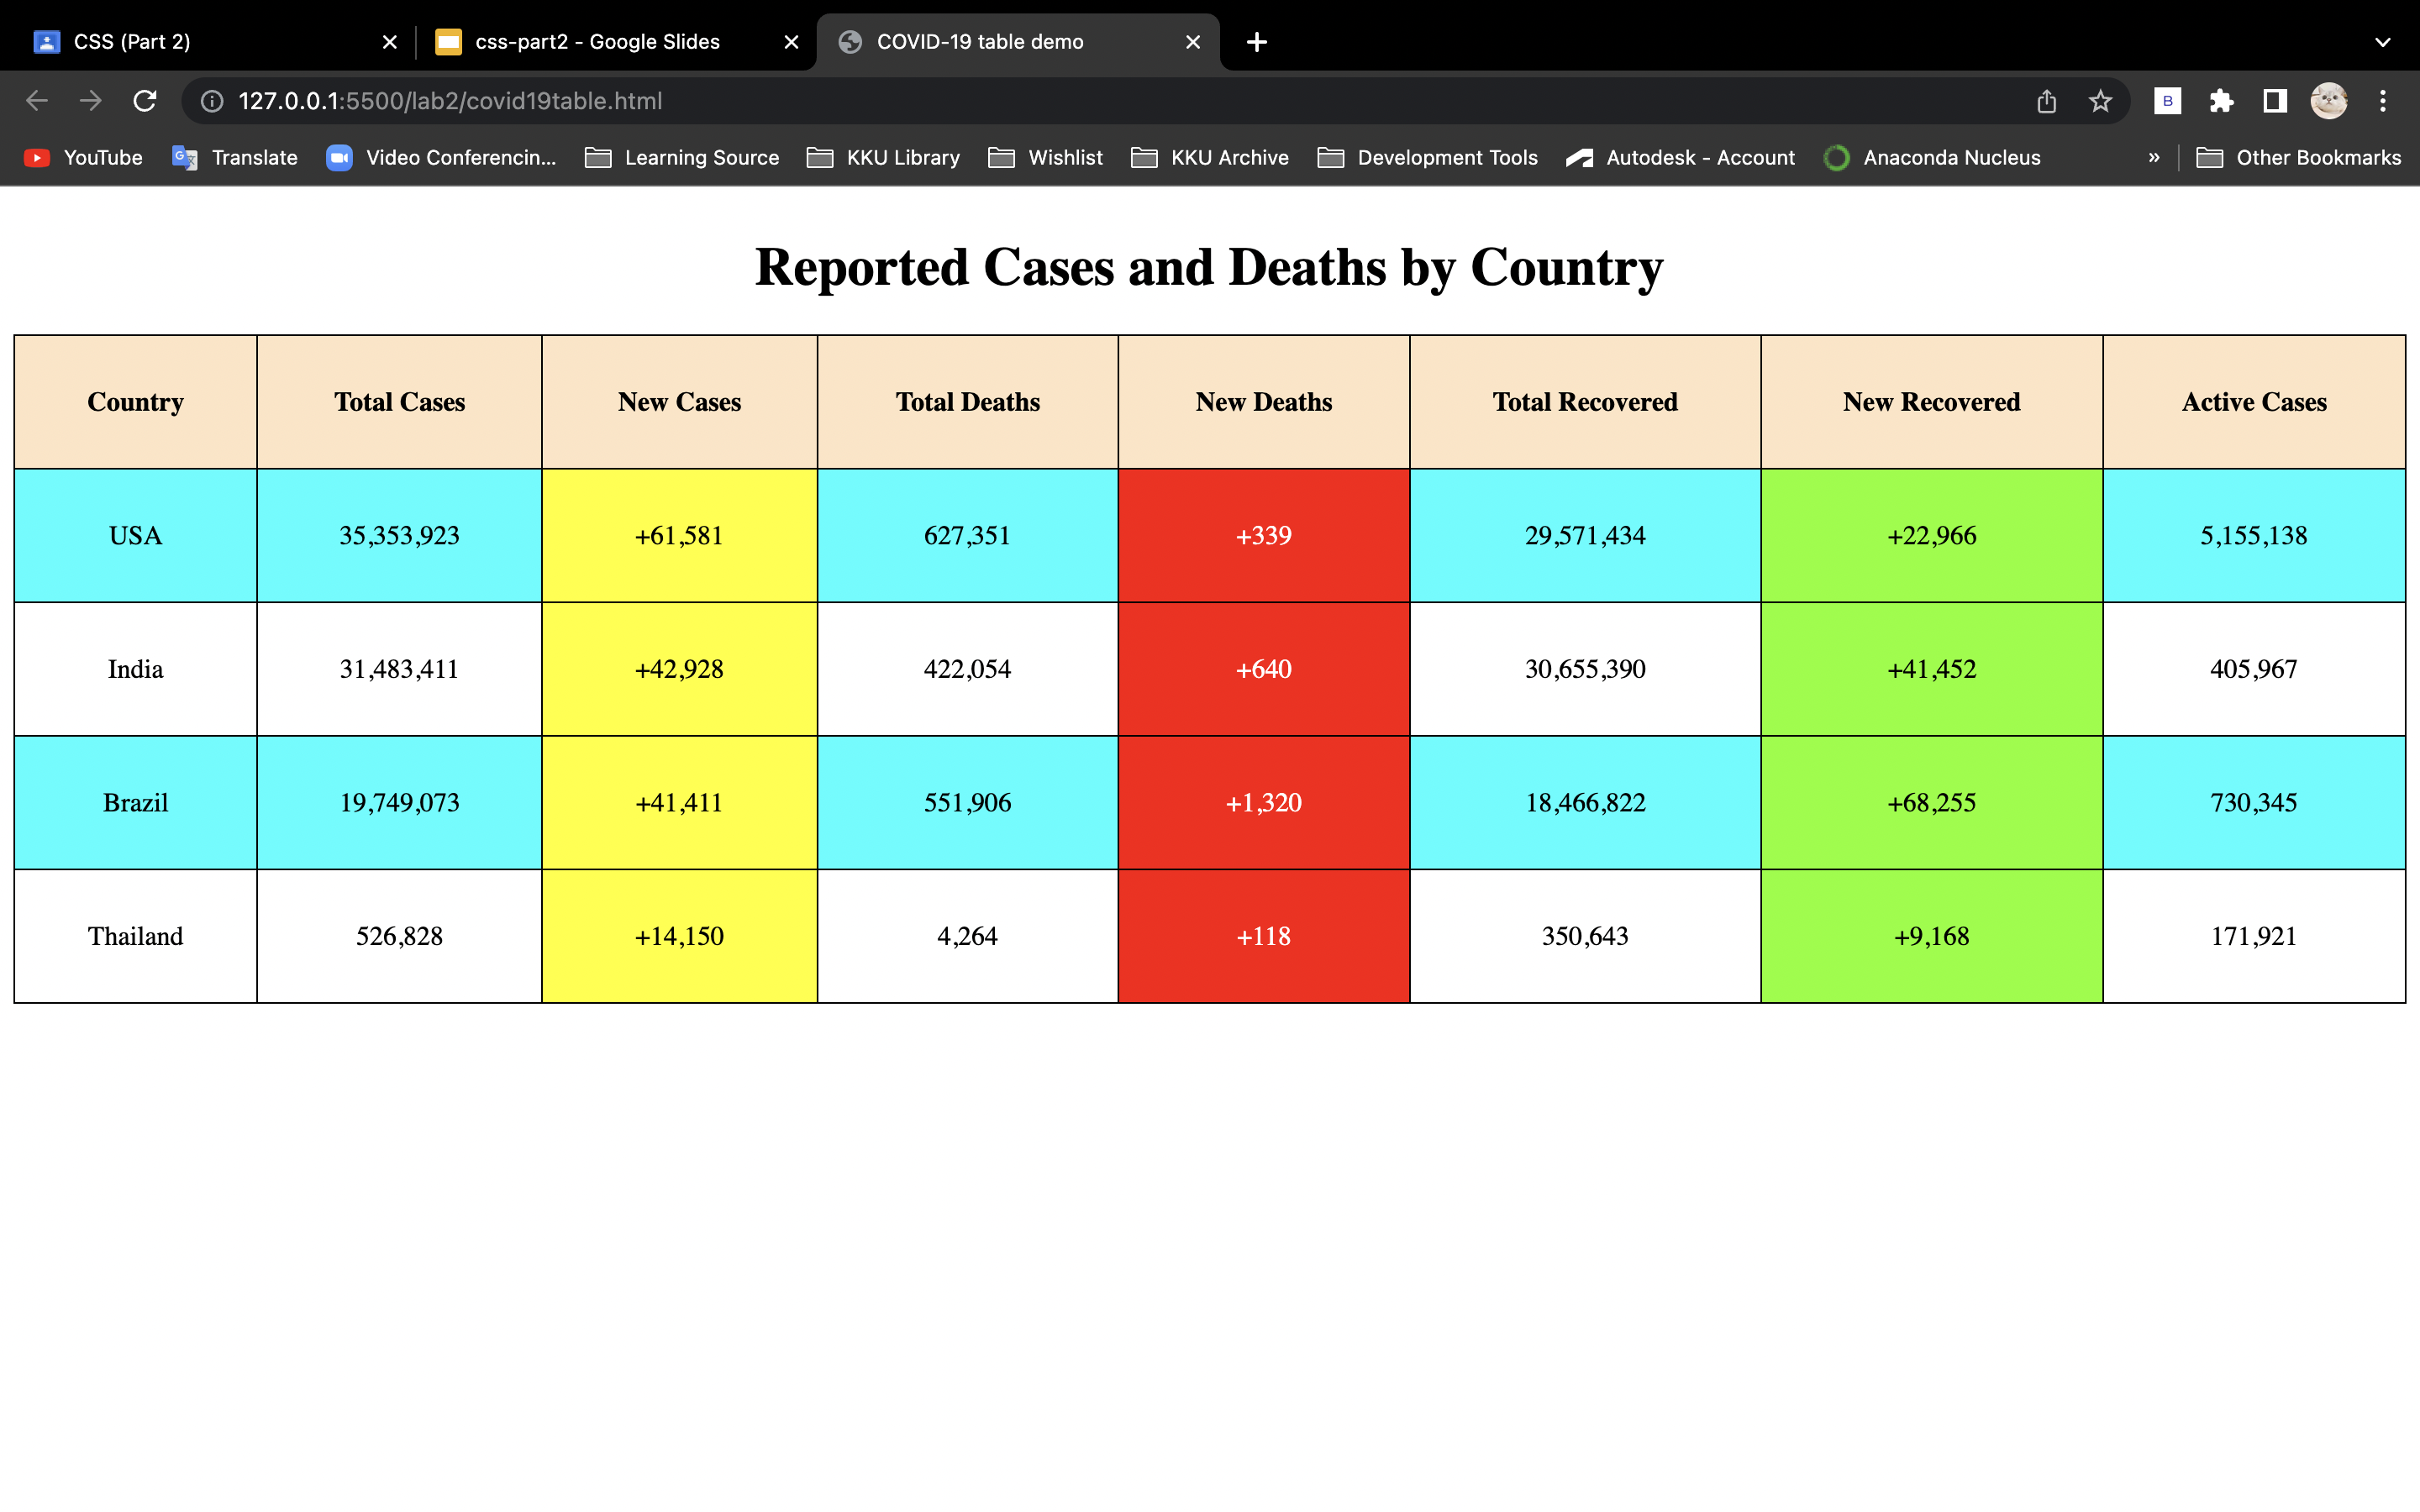 CSS (Part 2) css-part2 - Google Slides COVID-19 table demo
127.0.0.1:5500/lab2/covid19table.html B
YouTube Translate Video Conferencin... Learning Source KKU Library Wishlist KKU Archive Development Tools Autodesk - Account Anaconda Nucleus » Other Bookmarks
Reported Cases and Deaths by Country
Country Total Cases New Cases Total Deaths New Deaths Total Recovered New Recovered Active Cases
USA 35,353,923 +61,581 627,351 +339 29,571,434 +22,966 5,155,138
India 31,483,411 +42,928 422,054 +640 30,655,390 +41,452 405,967
Brazil 19,749,073 +41,411 551,906 +1,320 18,466,822 +68,255 730,345
Thailand 526,828 +14,150 4,264 +118 350,643 +9,168 171,921